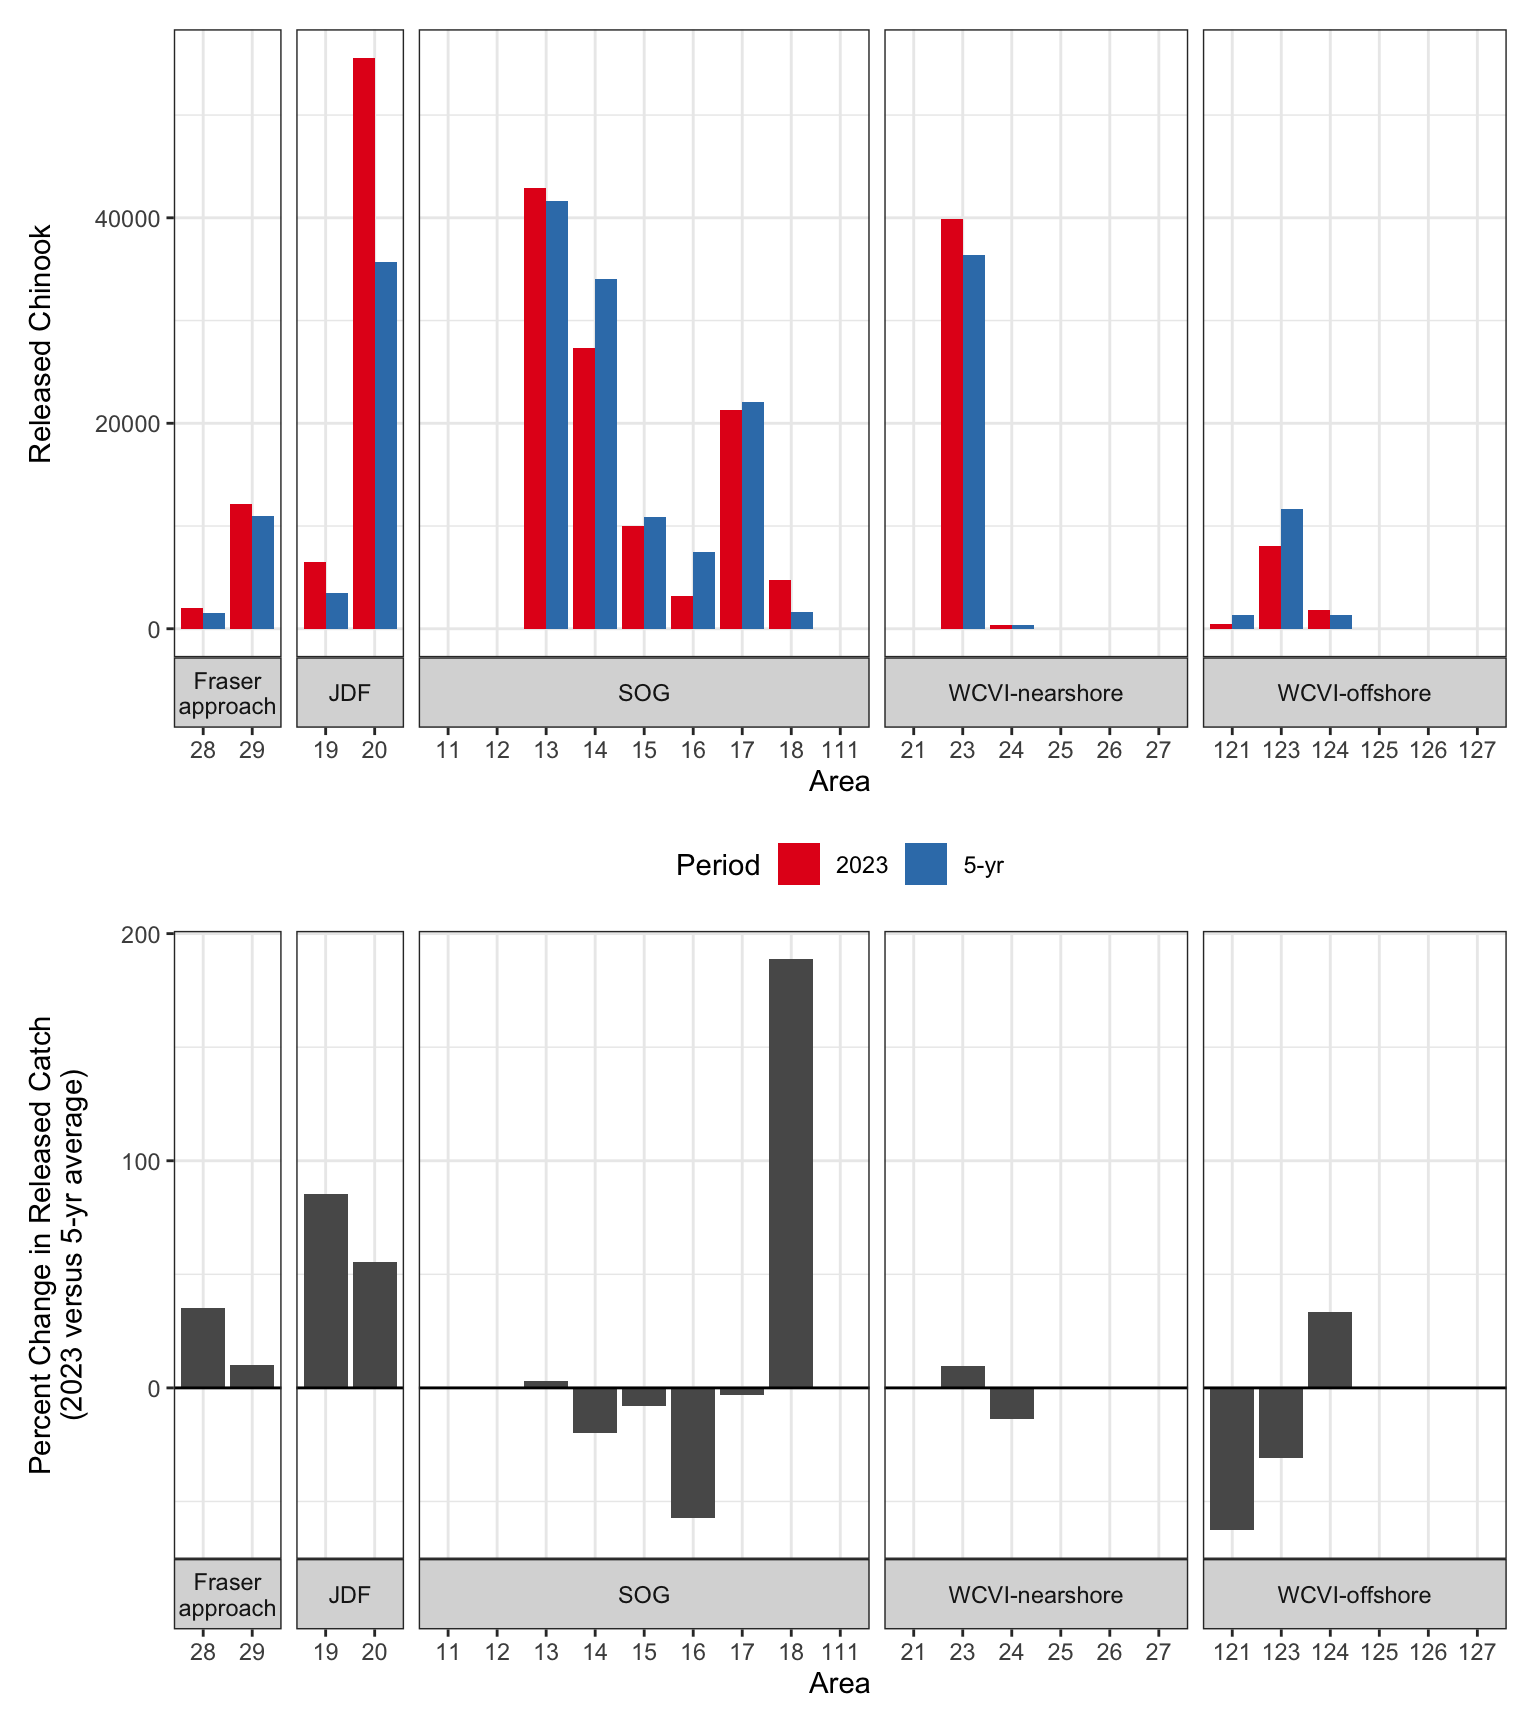 Released Chinook
40000
20000
0
Fraser
approach
JDF
SOG
WCVI-nearshore
WCVI-offshore
28 29 19 20 11 12 13 14 15 16 17 18 111 21 23 24 25 26 27 121 123 124 125 126 127
Area
Period 2023 5-yr
Percent Change in Released Catch
(2023 versus 5-yr average)
200
100
0
Fraser
approach
JDF
SOG
WCVI-nearshore
WCVI-offshore
28 29 19 20 11 12 13 14 15 16 17 18 111 21 23 24 25 26 27 121 123 124 125 126 127
Area